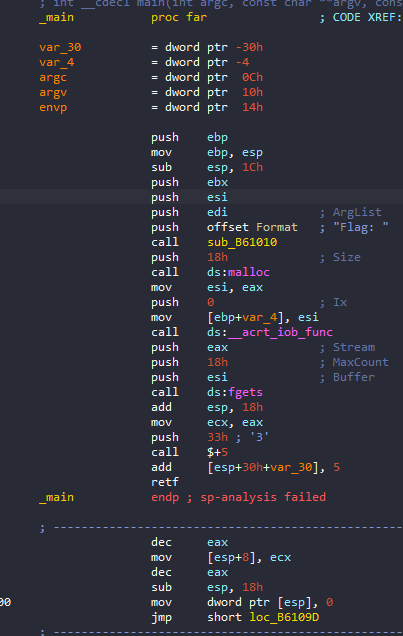 ; int __cdecl main(int argc, const char **argv, cons
_main proc far ; CODE XREF:
var_30 = dword ptr -30h
var_4 = dword ptr -4
argc = dword ptr 0Ch
argv = dword ptr 10h
envp = dword ptr 14h
push ebp
mov ebp, esp
sub esp, 1Ch
push ebx
push esi
push edi ; ArgList
push offset Format ; "Flag: "
call sub_B61010
push 18h ; Size
call ds:malloc
mov esi, eax
push 0 ; Ix
mov [ebp+var_4], esi
call ds:__acrt_iob_func
push eax ; Stream
push 18h ; MaxCount
push esi ; Buffer
call ds:fgets
add esp, 18h
mov ecx, eax
push 33h ; '3'
call $+5
add [esp+30h+var_30], 5
retf
_main endp ; sp-analysis failed
; ----------------------------------------------------
dec eax
mov [esp+8], ecx
dec eax
sub esp, 18h
00 mov dword ptr [esp], 0
jmp short loc_B6109D
; ----------------------------------------------------